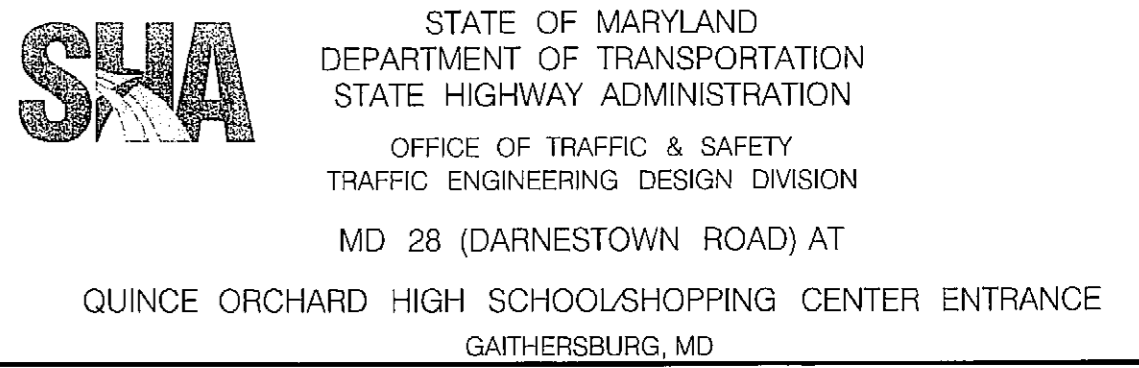 SHA
STATE OF MARYLAND
DEPARTMENT OF TRANSPORTATION
STATE HIGHWAY ADMINISTRATION
OFFICE OF TRAFFIC & SAFETY
TRAFFIC ENGINEERING DESIGN DIVISION
MD 28 (DARNESTOWN ROAD) AT
QUINCE ORCHARD HIGH SCHOOL/SHOPPING CENTER ENTRANCE
GAITHERSBURG, MD